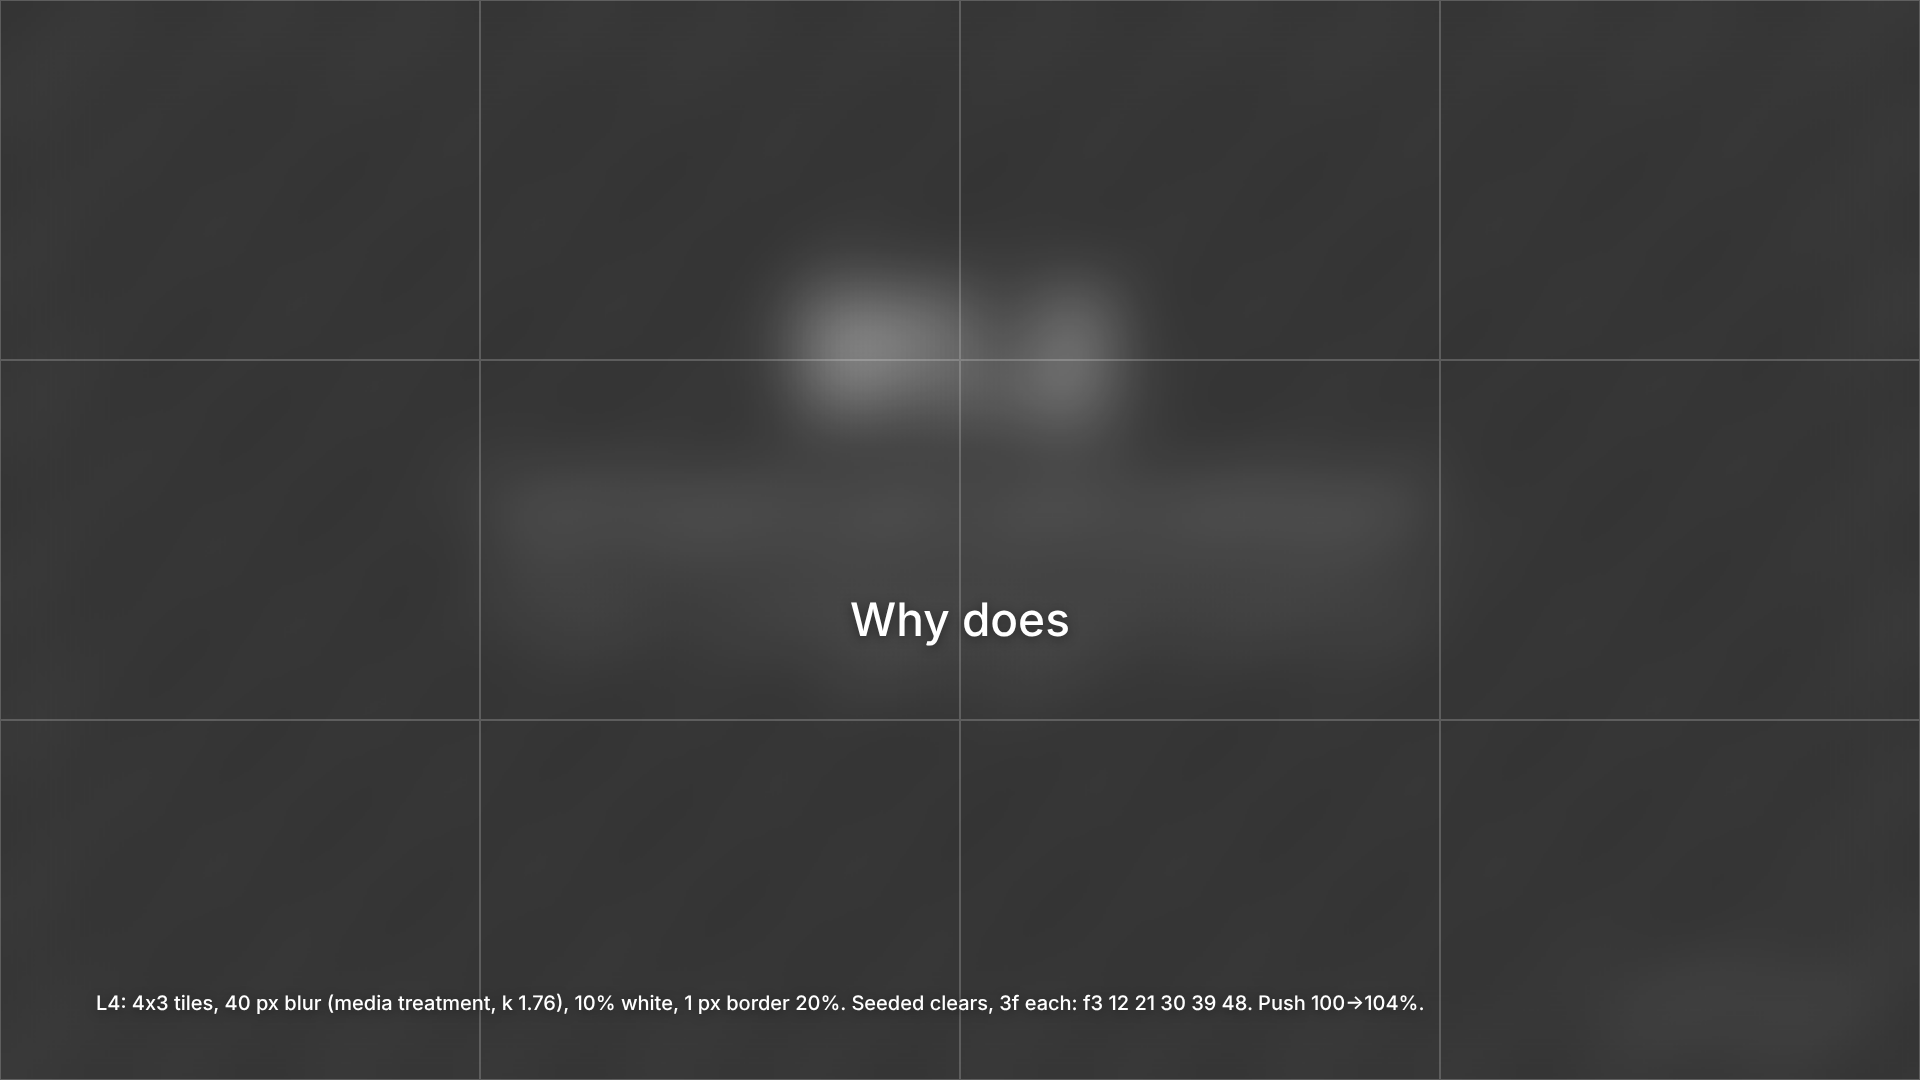 Why does
L4: 4x3 tiles, 40 px blur (media treatment, k 1.76), 10% white, 1 px border 20%. Seeded clears, 3f each: f3 12 21 30 39 48. Push 100→104%.